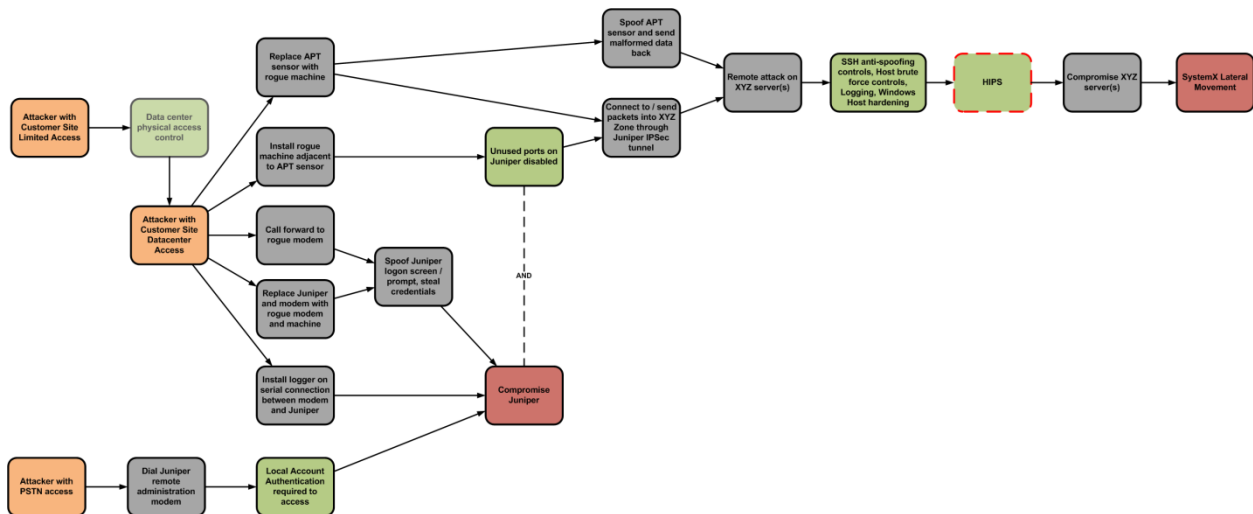 Attacker with
Customer Site
Limited Access
Data center
physical access
control
Attacker with
Customer Site
Datacenter
Access
Replace APT
sensor with
rogue machine
Install rogue
machine adjacent
to APT sensor
Call forward to
rogue modem
Replace Juniper
and modem with
rogue modem
and machine
Install logger on
serial connection
between modem
and Juniper
Spoof Juniper
logon screen /
prompt, steal
credentials
Unused ports on
Juniper disabled
AND
Compromise
Juniper
Spoof APT
sensor and send
malformed data
back
Connect to / send
packets into XYZ
Zone through
Juniper IPSec
tunnel
Remote attack on
XYZ server(s)
SSH anti-spoofing
controls, Host brute
force controls,
Logging, Windows
Host hardening
HIPS
Compromise XYZ
server(s)
SystemX Lateral
Movement
Attacker with
PSTN access
Dial Juniper
remote
administration
modem
Local Account
Authentication
required to
access